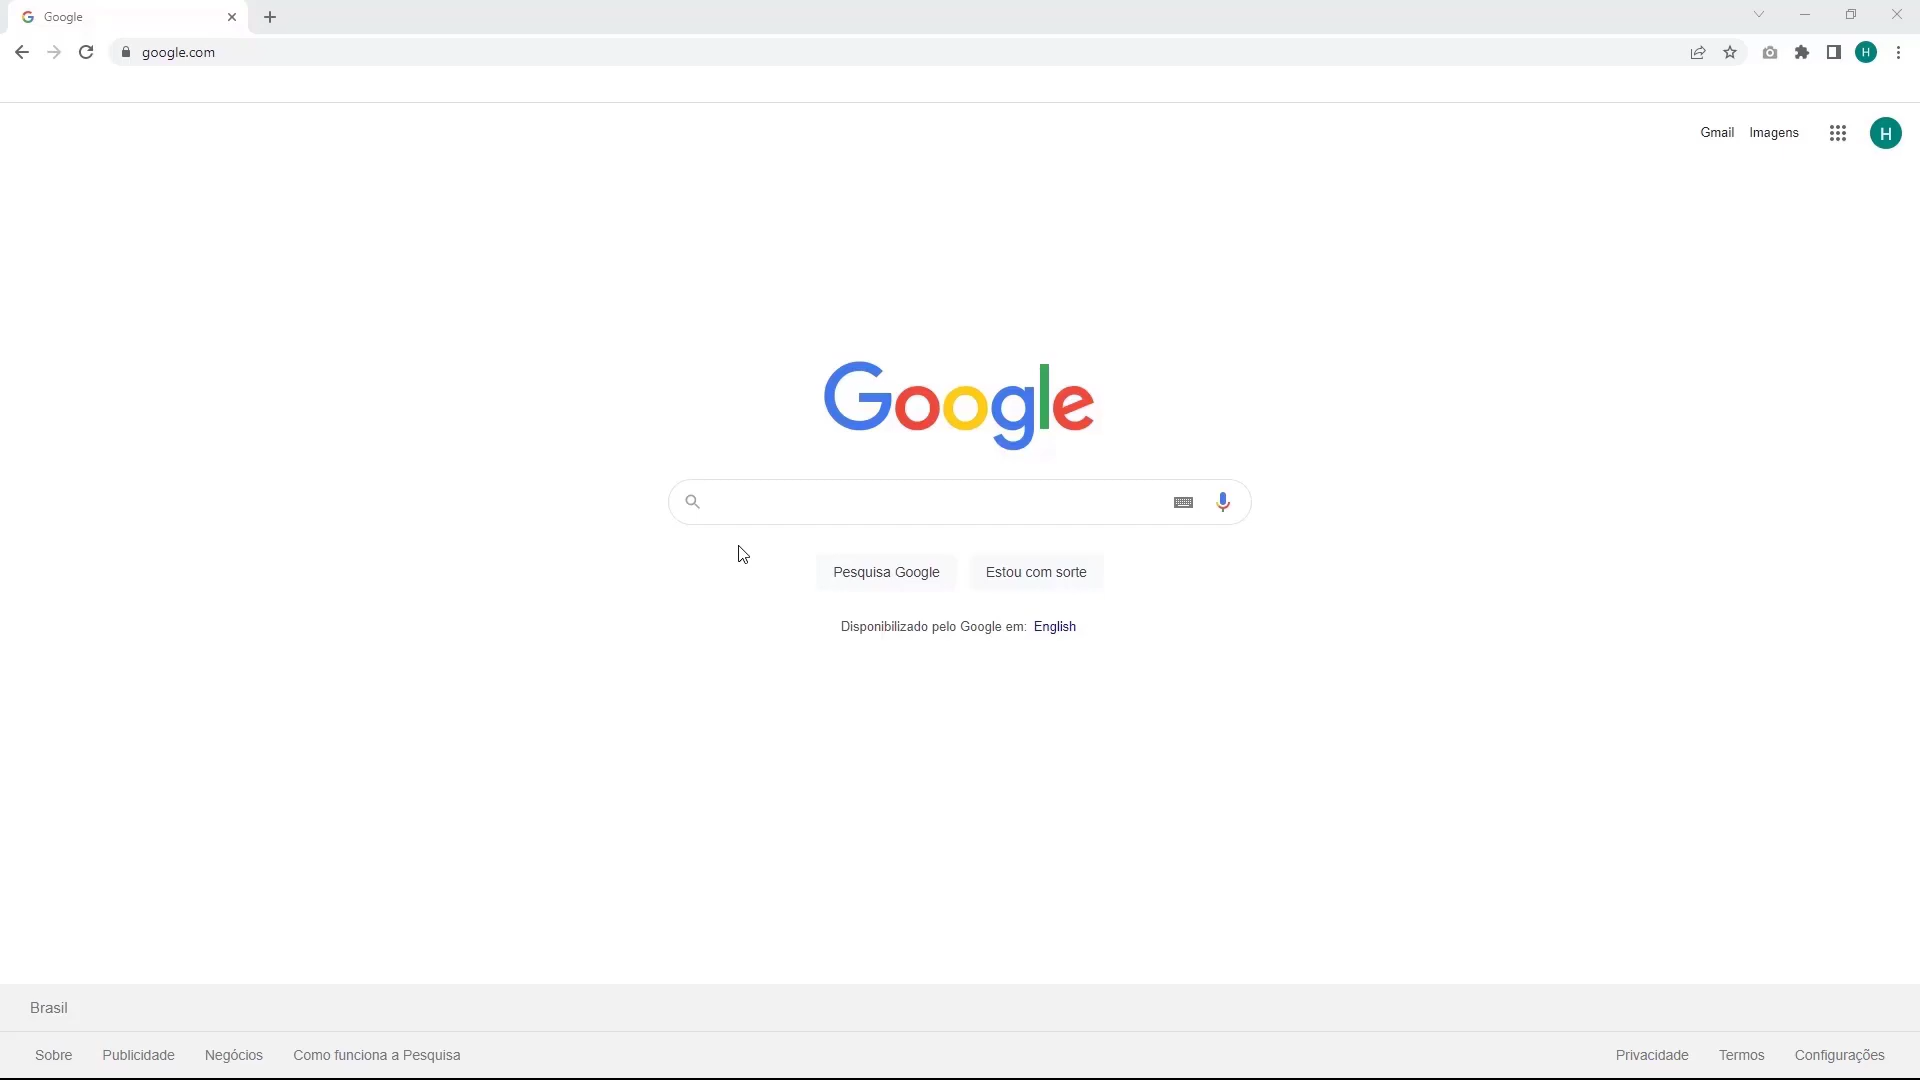 Google
google.com
H
Gmail Imagens
H
Google
Pesquisa Google Estou com sorte
Disponibilizado pelo Google em: English
Brasil
Sobre Publicidade Negócios Como funciona a Pesquisa Privacidade Termos Configurações